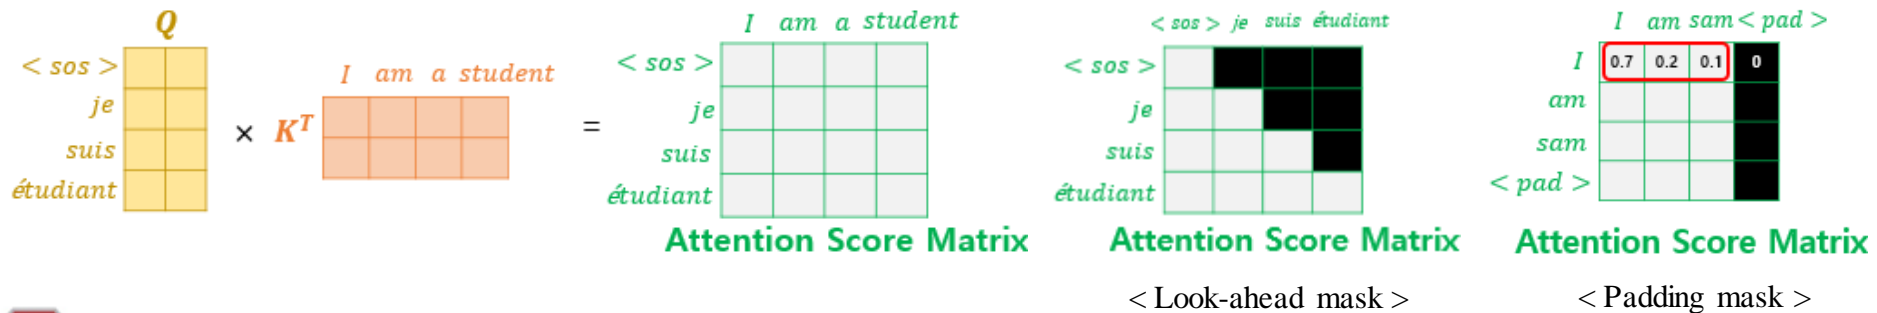 Q
< sos >
je
suis
étudiant
×
I am a student
K^T
=
I am a student
< sos >
je
suis
étudiant
Attention Score Matrix
< sos > je suis étudiant
< sos >
je
suis
étudiant
Attention Score Matrix
< Look-ahead mask >
I am sam < pad >
I 0.7 0.2 0.1 0
am
sam
< pad >
Attention Score Matrix
< Padding mask >